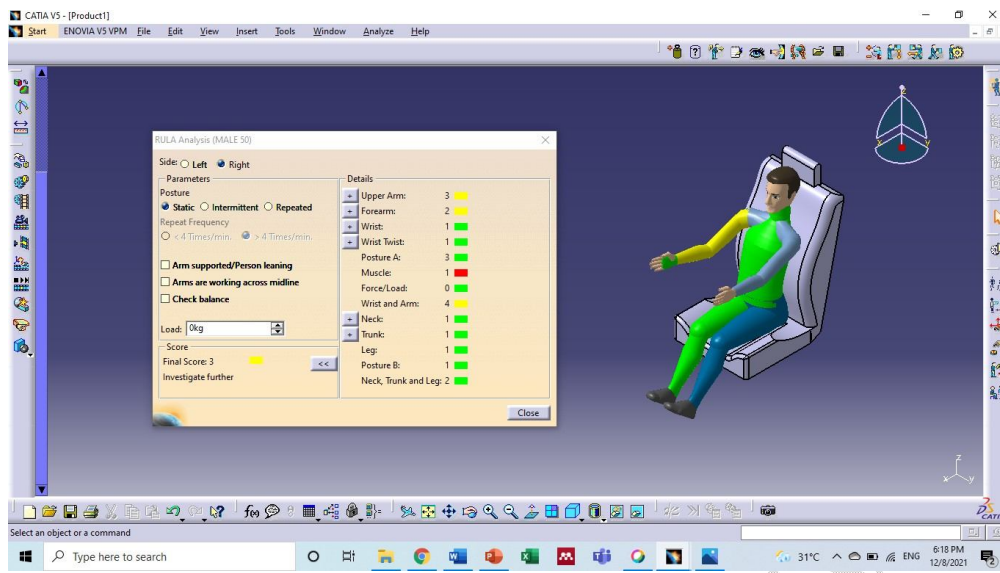 CATIA V5 - [Product1]
Start ENOVIA V5 VPM File Edit View Insert Tools Window Analyze Help
RULA Analysis (MALE 50)
Side: Left Right
Parameters
Posture
Static Intermittent Repeated
Repeat Frequency
< 4 Times/min. > 4 Times/min.
Arm supported/Person leaning
Arms are working across midline
Check balance
Load: 0kg
Score
Final Score: 3
Investigate further
<<
Details
+ Upper Arm: 3
+ Forearm: 2
+ Wrist: 1
+ Wrist Twist: 1
Posture A: 3
Muscle: 1
Force/Load: 0
Wrist and Arm: 4
+ Neck: 1
+ Trunk: 1
Leg: 1
Posture B: 1
Neck, Trunk and Leg: 2
Close
z
z
y
Select an object or a command
Type here to search
31°C
ENG
6:18 PM
12/8/2021